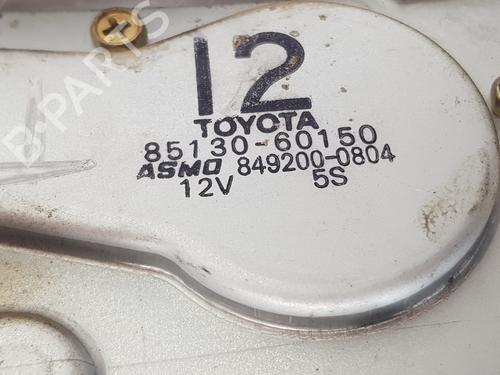 12
TOYOTA
85130-60150
ASMO 849200-0804
12V 5S
B-PARTS